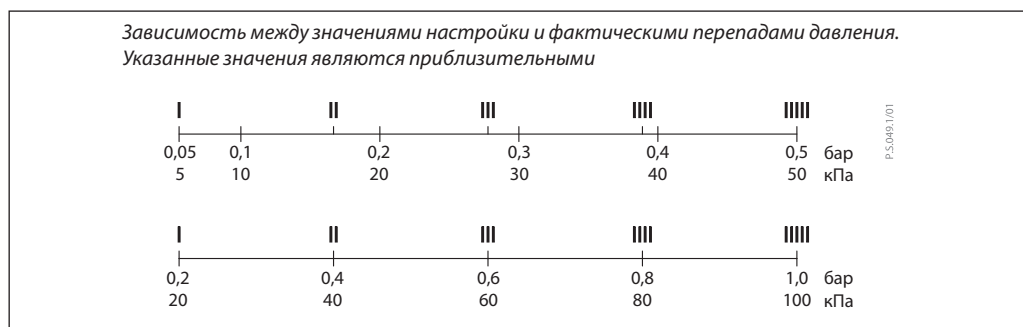 Зависимость между значениями настройки и фактическими перепадами давления.
Указанные значения являются приблизительными
I II III IIII IIIII
0,05 0,1 0,2 0,3 0,4 0,5 бар
5 10 20 30 40 50 кПа
P.S.049.1/01
I II III IIII IIIII
0,2 0,4 0,6 0,8 1,0 бар
20 40 60 80 100 кПа